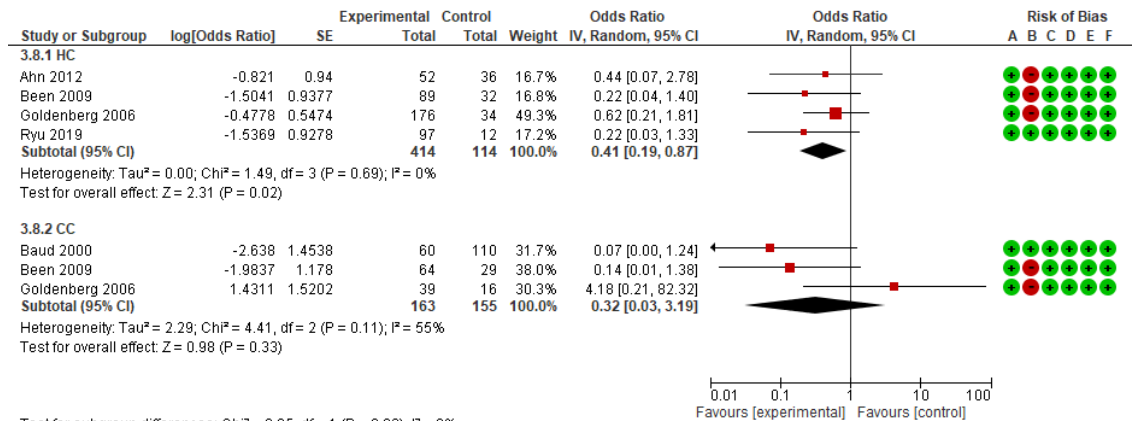 Experimental Control Odds Ratio Odds Ratio Risk of Bias
Study or Subgroup log[Odds Ratio] SE Total Total Weight IV, Random, 95% CI IV, Random, 95% CI A B C D E F
3.8.1 HC
Ahn 2012 -0.821 0.94 52 36 16.7% 0.44 [0.07, 2.78] + - + + + +
Been 2009 -1.5041 0.9377 89 32 16.8% 0.22 [0.04, 1.40] + - + + + +
Goldenberg 2006 -0.4778 0.5474 176 34 49.3% 0.62 [0.21, 1.81] + - + + + +
Ryu 2019 -1.5369 0.9278 97 12 17.2% 0.22 [0.03, 1.33] + + + + + +
Subtotal (95% CI) 414 114 100.0% 0.41 [0.19, 0.87]
Heterogeneity: Tau² = 0.00; Chi² = 1.49, df = 3 (P = 0.69); I² = 0%
Test for overall effect: Z = 2.31 (P = 0.02)
3.8.2 CC
Baud 2000 -2.638 1.4538 60 110 31.7% 0.07 [0.00, 1.24] + + + + + +
Been 2009 -1.9837 1.178 64 29 38.0% 0.14 [0.01, 1.38] + - + + + +
Goldenberg 2006 1.4311 1.5202 39 16 30.3% 4.18 [0.21, 82.32] + - + + + +
Subtotal (95% CI) 163 155 100.0% 0.32 [0.03, 3.19]
Heterogeneity: Tau² = 2.29; Chi² = 4.41, df = 2 (P = 0.11); I² = 55%
Test for overall effect: Z = 0.98 (P = 0.33)
0.01 0.1 1 10 100
Favours [experimental] Favours [control]